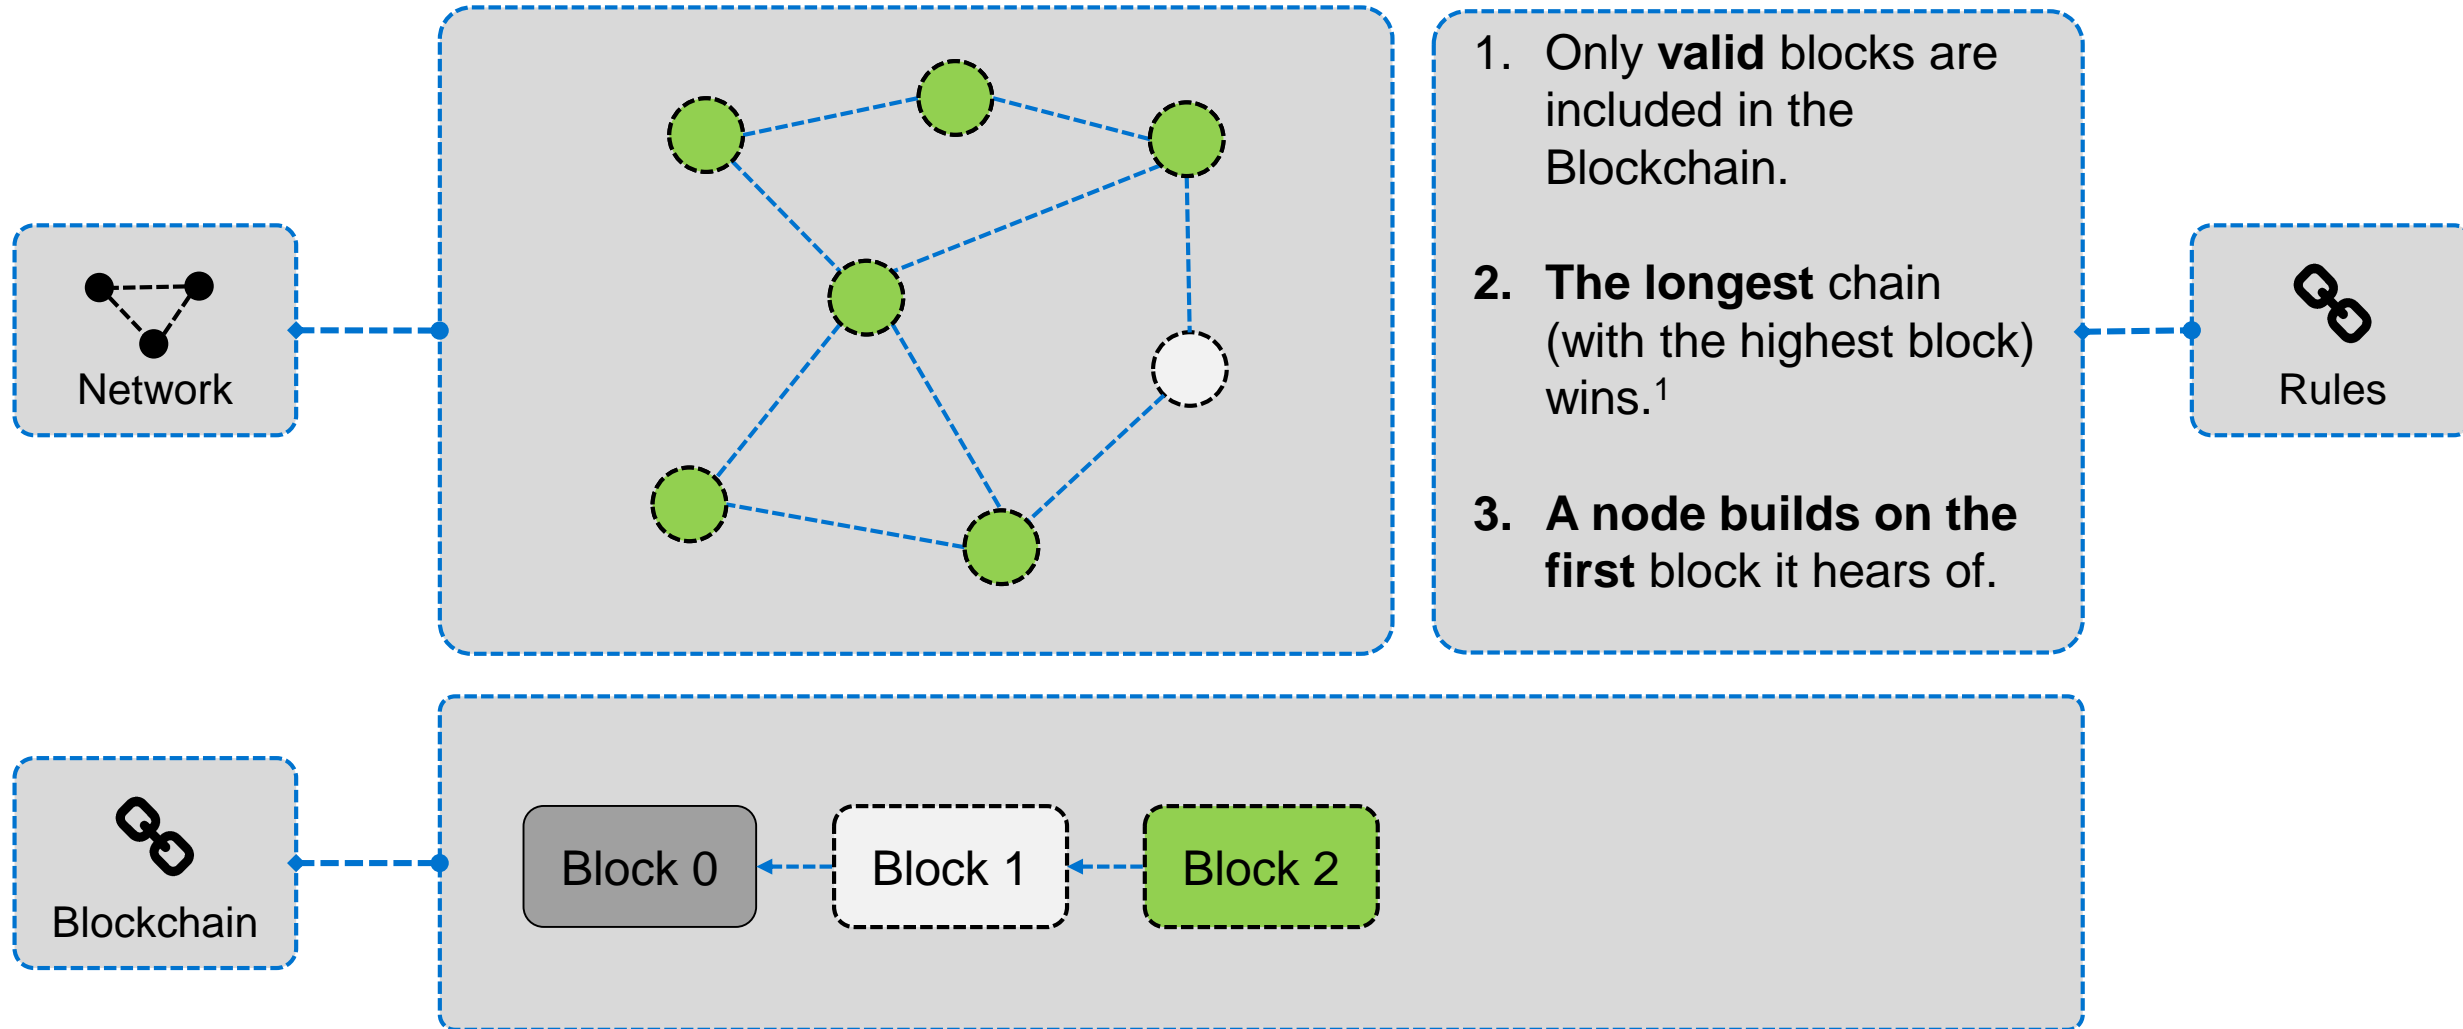 Network
1. Only valid blocks are
included in the
Blockchain.
2. The longest chain
(with the highest block)
wins.¹
3. A node builds on the
first block it hears of.
Rules
Blockchain
Block 0
Block 1
Block 2